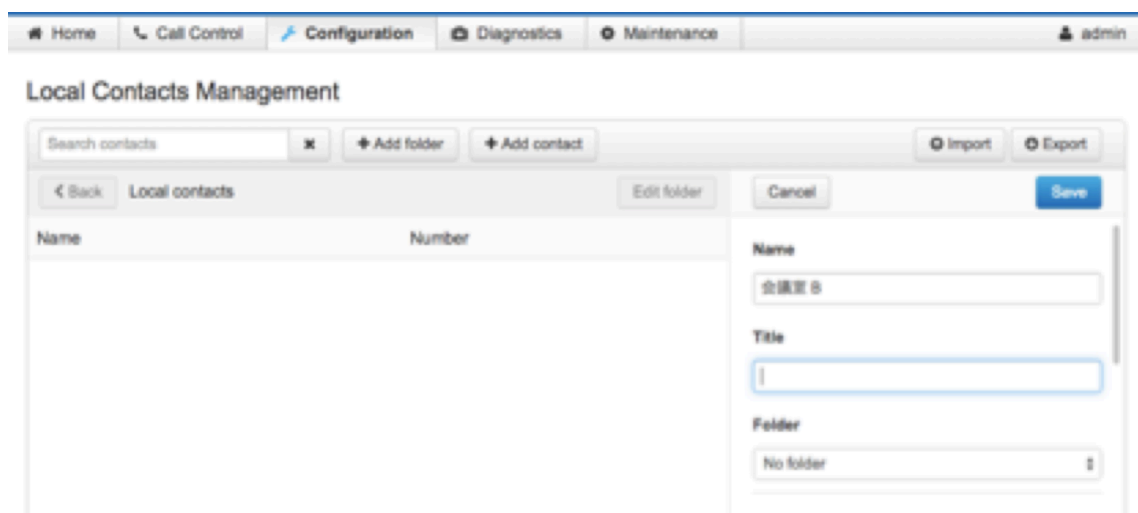 Home Call Control Configuration Diagnostics Maintenance admin
Local Contacts Management
Search contacts Add folder Add contact Import Export
Back Local contacts Edit folder Cancel Save
Name Number
Name
会議室 B
Title
Folder
No folder